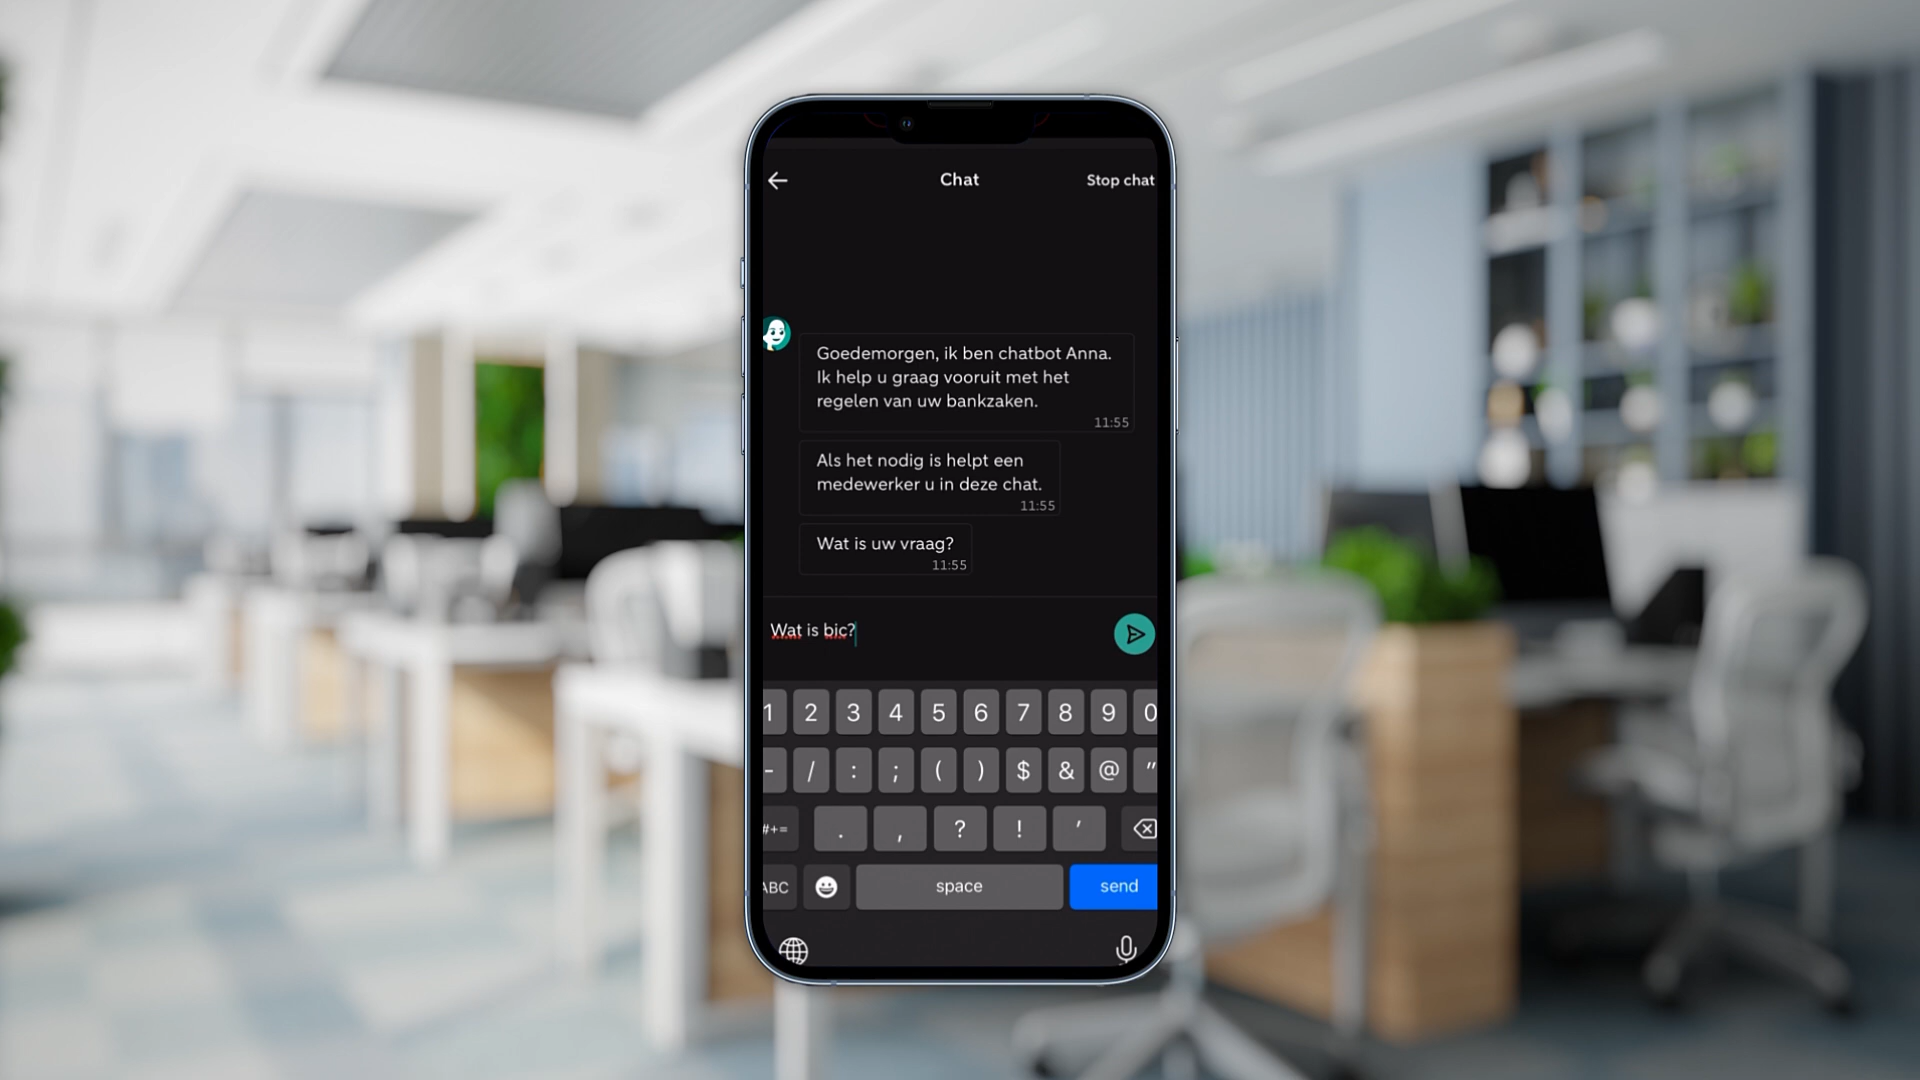 Chat
Stop chat
Goedemorgen, ik ben chatbot Anna.
Ik help u graag vooruit met het
regelen van uw bankzaken.
11:55
Als het nodig is helpt een
medewerker u in deze chat.
11:55
Wat is uw vraag?
11:55
Wat is bic?
1 2 3 4 5 6 7 8 9 0
- / : ; ( ) $ & @ "
#+= . , ? ! '
ABC space send